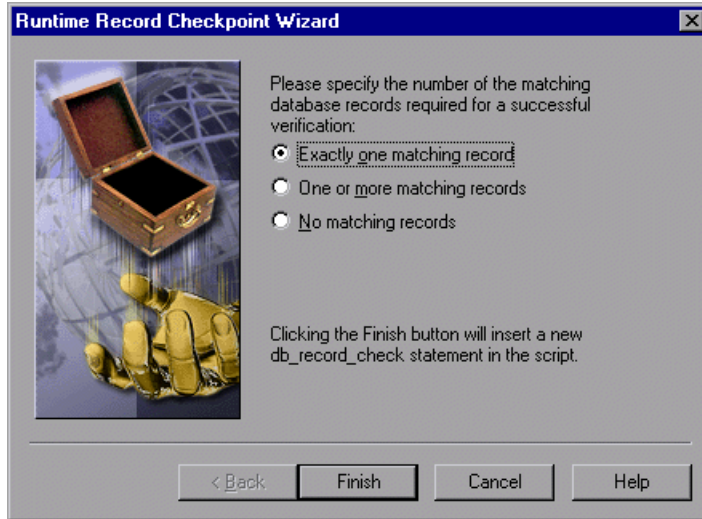 Runtime Record Checkpoint Wizard
Please specify the number of the matching
database records required for a successful
verification:
Exactly one matching record
One or more matching records
No matching records
Clicking the Finish button will insert a new
db_record_check statement in the script.
< Back
Finish
Cancel
Help